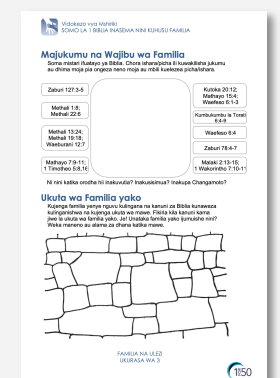 Vidokezo vya Mshiriki
SOMO LA 1 BIBLIA INASEMA NINI KUHUSU FAMILIA
Majukumu na Wajibu wa Familia
Soma mistari ifuatayo ya Biblia. Chora ishara/picha ili kuwakilisha jukumu
au dhima moja pia ongeza neno moja au mbili kuelezea picha/ishara.
Zaburi 127:3-5
Methali 1:8;
Methali 22:6
Methali 13:24;
Methali 19:18;
Waeburani 12:7
Mathayo 7:9-11;
1 Timotheo 5:8,16
Kutoka 20:12;
Mathayo 15:4;
Waefeso 6:1-3
Kumbukumbu la Torati
6:4-9
Waefeso 6:4
Zaburi 78:4-7
Malaki 2:13-15;
1 Wakorintho 7:10-11
Ni nini katika orodha hii inakuvutia? Inakusisimua? Inakupa Changamoto?
Ukuta wa Familia yako
Kujenga familia yenye nguvu kulingana na kanuni za Biblia kunaweza
kulinganishwa na kujenga ukuta wa mawe. Fikiria kila kanuni kama
jiwe la ukuta wa familia yako. Je! Unataka familia yako ijumuishe nini?
Weka maneno au alama za dhana katika mawe.
FAMILIA NA ULEZI
UKURASA WA 3
1:50